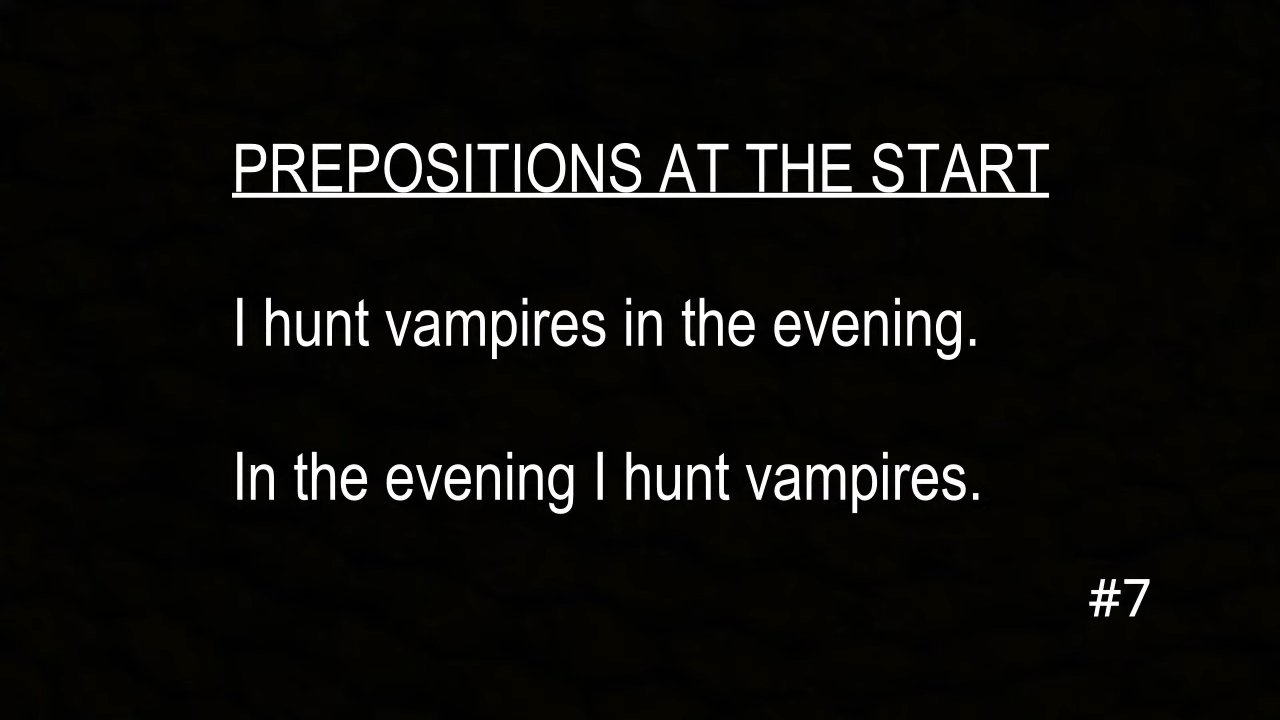 PREPOSITIONS AT THE START
I hunt vampires in the evening.
In the evening I hunt vampires.
#7